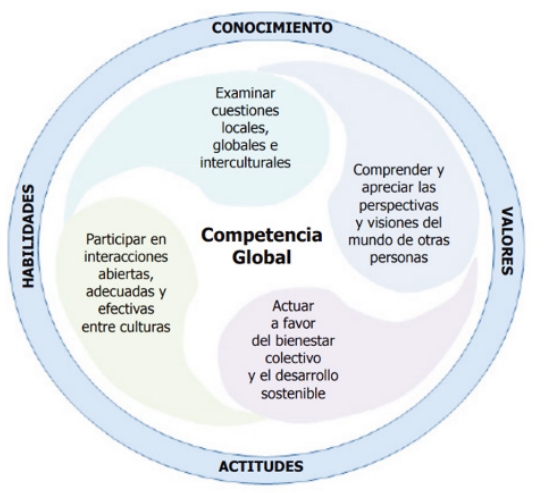 CONOCIMIENTO
Examinar
cuestiones
locales,
globales e
interculturales
Comprender y
apreciar las
perspectivas
y visiones del
mundo de otras
personas
HABILIDADES
VALORES
Participar en
interacciones
abiertas,
adecuadas y
efectivas
entre culturas
Competencia
Global
Actuar
a favor
del bienestar
colectivo
y el desarrollo
sostenible
ACTITUDES